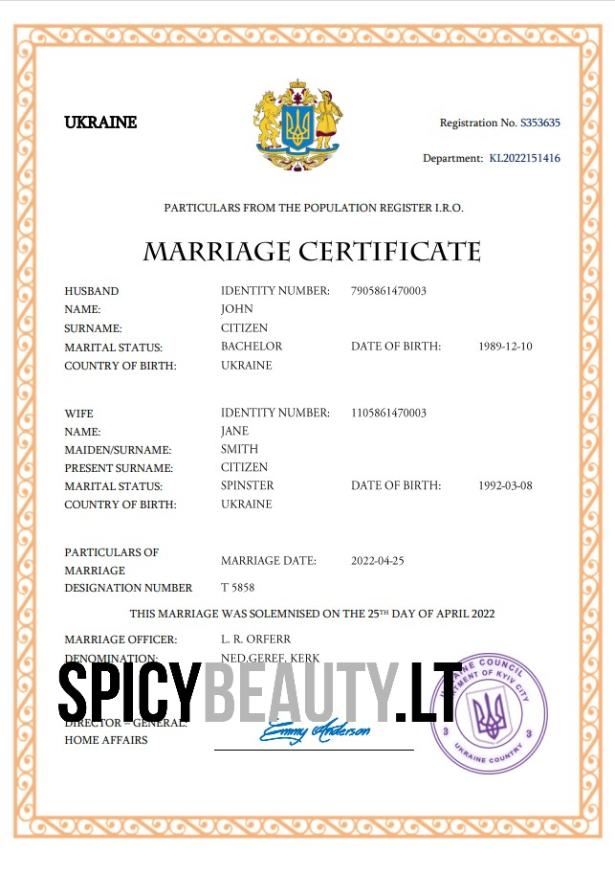 UKRAINE
Registration No. S353635
Department: KL2022151416
PARTICULARS FROM THE POPULATION REGISTER I.R.O.
MARRIAGE CERTIFICATE
HUSBAND IDENTITY NUMBER: 7905861470003
NAME: JOHN
SURNAME: CITIZEN
MARITAL STATUS: BACHELOR DATE OF BIRTH: 1989-12-10
COUNTRY OF BIRTH: UKRAINE
WIFE IDENTITY NUMBER: 1105861470003
NAME: JANE
MAIDEN/SURNAME: SMITH
PRESENT SURNAME: CITIZEN
MARITAL STATUS: SPINSTER DATE OF BIRTH: 1992-03-08
COUNTRY OF BIRTH: UKRAINE
PARTICULARS OF
MARRIAGE MARRIAGE DATE: 2022-04-25
DESIGNATION NUMBER T 5858
THIS MARRIAGE WAS SOLEMNISED ON THE 25TH DAY OF APRIL 2022
MARRIAGE OFFICER: L. R. ORFERR
DENOMINATION: NED.GEREF. KERK
SPICYBEAUTY.LT
DIRECTOR – GENERAL:
HOME AFFAIRS
Emmy Anderson
COUNCIL
OF KYIV CITY
3 3
UKRAINE COUNTRY